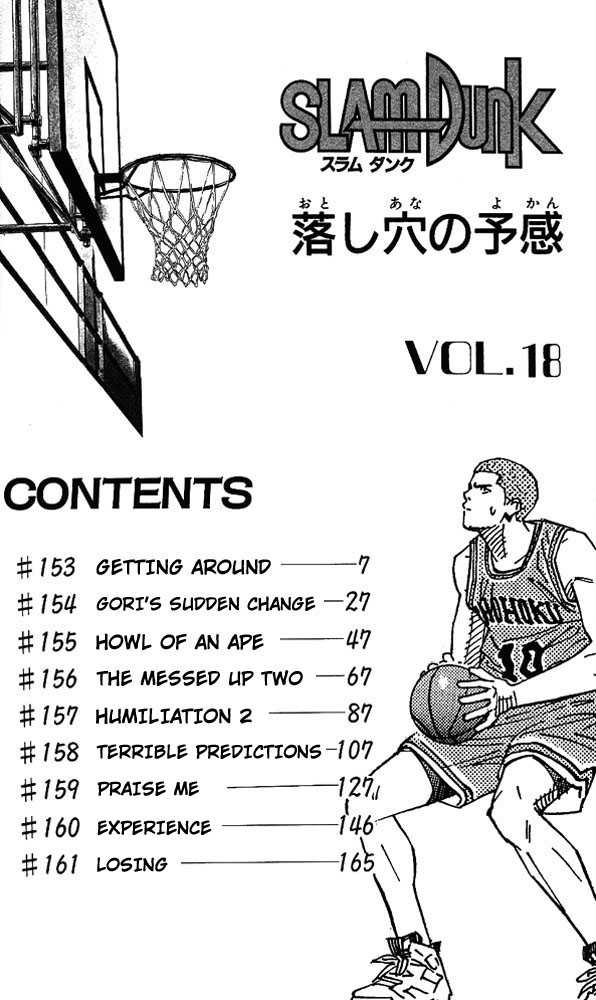 SLAM DUNK
スラム ダンク
おと あな よかん
落し穴の予感
VOL.18
CONTENTS
#153 GETTING AROUND 7
#154 GORI'S SUDDEN CHANGE 27
#155 HOWL OF AN APE 47
#156 THE MESSED UP TWO 67
#157 HUMILIATION 2 87
#158 TERRIBLE PREDICTIONS 107
#159 PRAISE ME 127
#160 EXPERIENCE 146
#161 LOSING 165
SHOHOKU
10